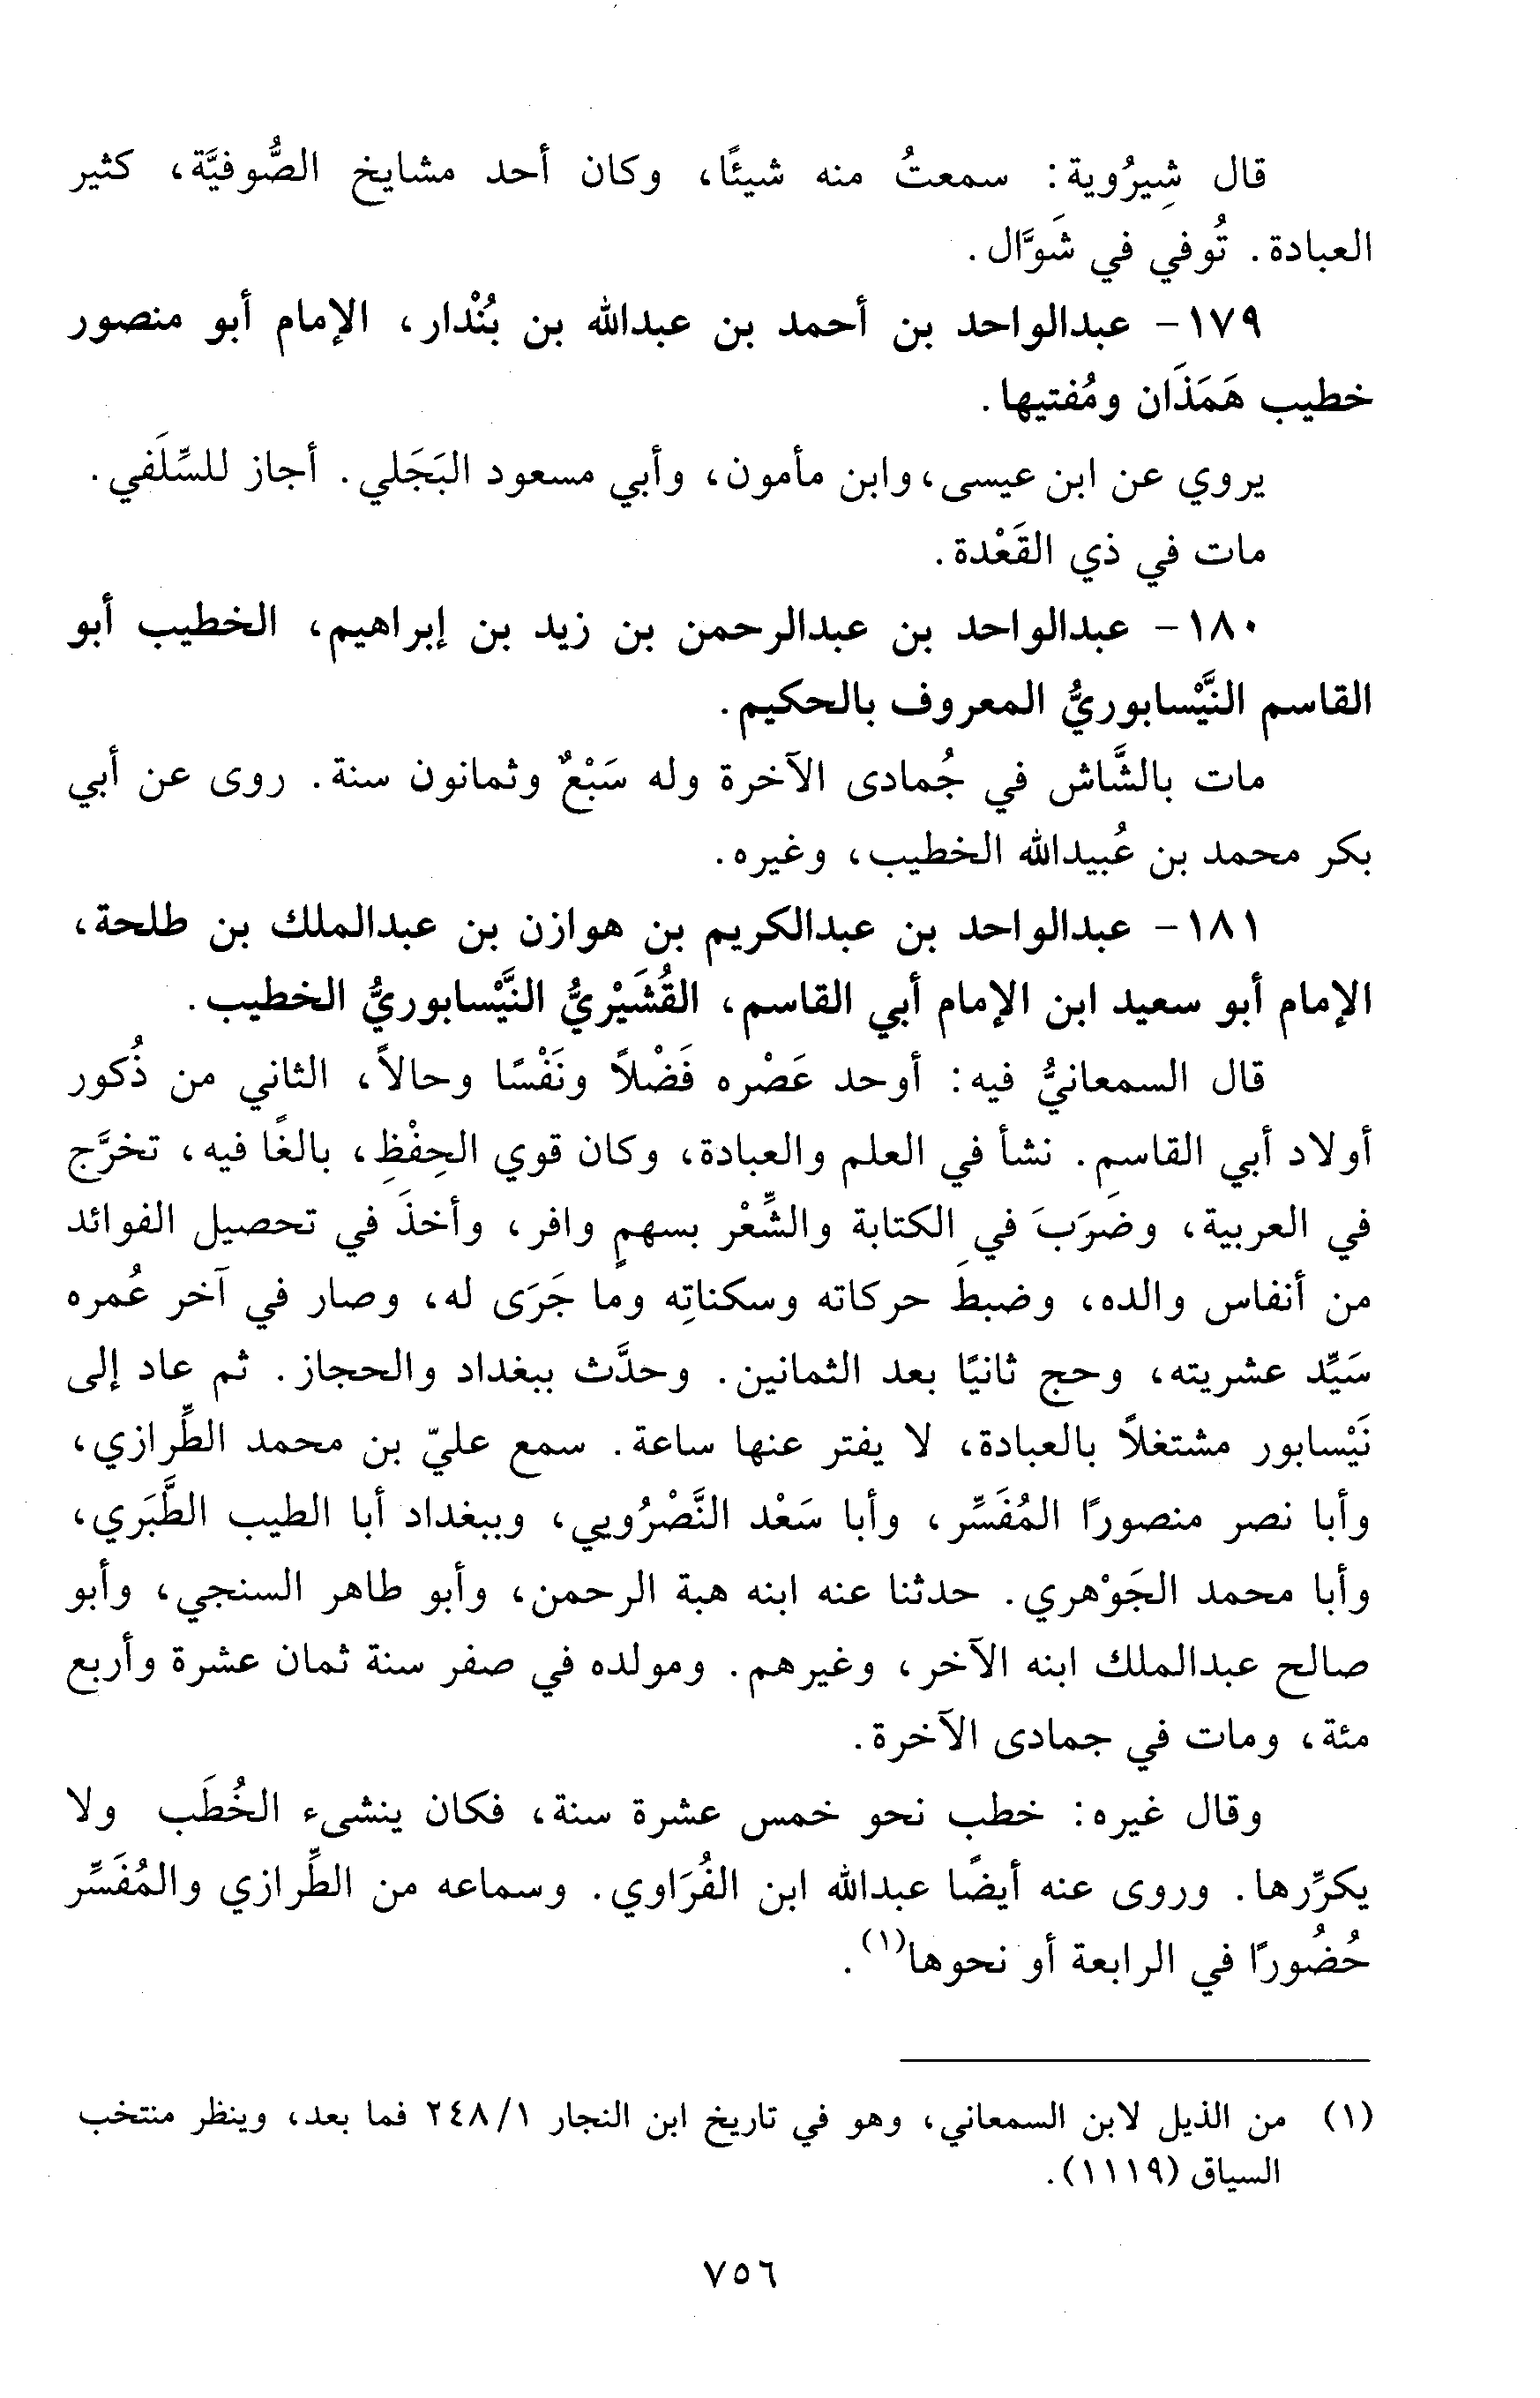 قال شِيرُوية: سمعتُ منه شيئًا، وكان أحد مشايخ الصُّوفيَّة، كثير
العبادة. تُوفي في شَوَّال.
١٧٩- عبدالواحد بن أحمد بن عبدالله بن بُنْدار، الإمام أبو منصور
خطيب هَمَذَان ومُفتيها.
يروي عن ابن عيسى، وابن مأمون، وأبي مسعود البَجَلي. أجاز للسِّلَفي.
مات في ذي القَعْدة.
١٨٠- عبدالواحد بن عبدالرحمن بن زيد بن إبراهيم، الخطيب أبو
القاسم النَّيْسابوريُّ المعروف بالحكيم.
مات بالشَّاش في جُمادى الآخرة وله سَبْعٌ وثمانون سنة. روى عن أبي
بكر محمد بن عُبيدالله الخطيب، وغيره.
١٨١- عبدالواحد بن عبدالكريم بن هوازن بن عبدالملك بن طلحة،
الإمام أبو سعيد ابن الإمام أبي القاسم، القُشَيْريُّ النَّيْسابوريُّ الخطيب.
قال السمعانيُّ فيه: أوحد عَصْره فَضْلاً ونَفْسًا وحالاً، الثاني من ذُكور
أولاد أبي القاسم. نشأ في العلم والعبادة، وكان قوي الحِفْظِ، بالغًا فيه، تخرَّج
في العربية، وضرَبَ في الكتابة والشِّعْر بسهمٍ وافر، وأخذَ في تحصيل الفوائد
من أنفاسِ والده، وضبطَ حركاته وسكناتِه وما جَرَى له، وصار في آخر عُمره
سَيِّد عشريته، وحج ثانيًا بعد الثمانين. وحدَّث ببغداد والحجاز. ثم عاد إلى
نَيْسابور مشتغلاً بالعبادة، لا يفتر عنها ساعة. سمع عليّ بن محمد الطِّرازي،
وأبا نصر منصورًا المُفَسِّر، وأبا سَعْد النَّصْرُويي، وببغداد أبا الطيب الطَّبَري،
وأبا محمد الجَوْهري. حدثنا عنه ابنه هبة الرحمن، وأبو طاهر السنجي، وأبو
صالح عبدالملك ابنه الآخر، وغيرهم. ومولده في صفر سنة ثمان عشرة وأربع
مئة، ومات في جمادى الآخرة.
وقال غيره: خطب نحو خمس عشرة سنة، فكان ينشىء الخُطَب ولا
يكرِّرها. وروى عنه أيضًا عبدالله ابن الفُرَاوي. وسماعه من الطِّرازي والمُفَسِّر
حُضُورًا في الرابعة أو نحوها(١).
(١) من الذيل لابن السمعاني، وهو في تاريخ ابن النجار ١/ ٢٤٨ فما بعد، وينظر منتخب
السياق (١١١٩).
٧٥٦